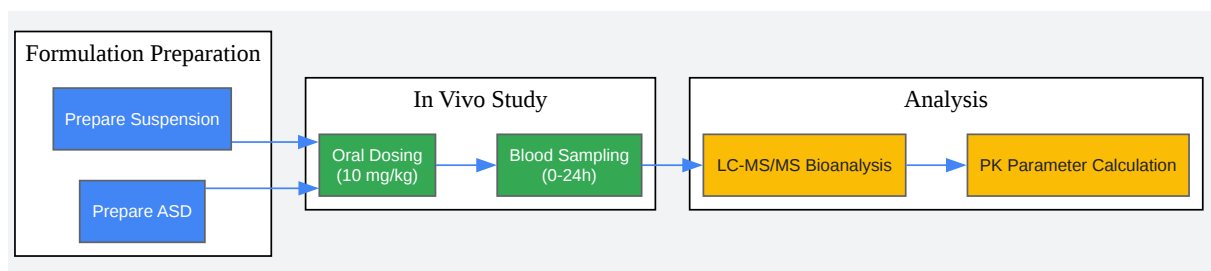 Formulation Preparation
Prepare Suspension
Prepare ASD
In Vivo Study
Oral Dosing
(10 mg/kg)
Blood Sampling
(0-24h)
Analysis
LC-MS/MS Bioanalysis
PK Parameter Calculation